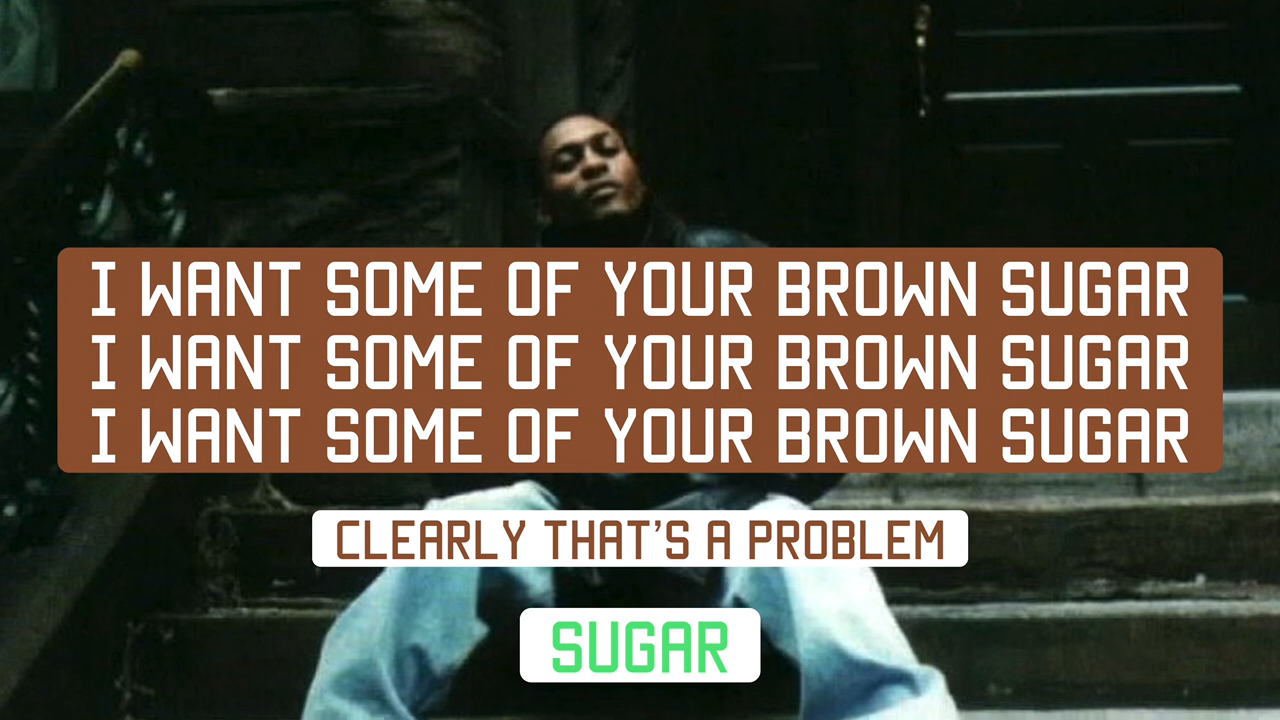 I WANT SOME OF YOUR BROWN SUGAR
I WANT SOME OF YOUR BROWN SUGAR
I WANT SOME OF YOUR BROWN SUGAR
CLEARLY THAT'S A PROBLEM
SUGAR